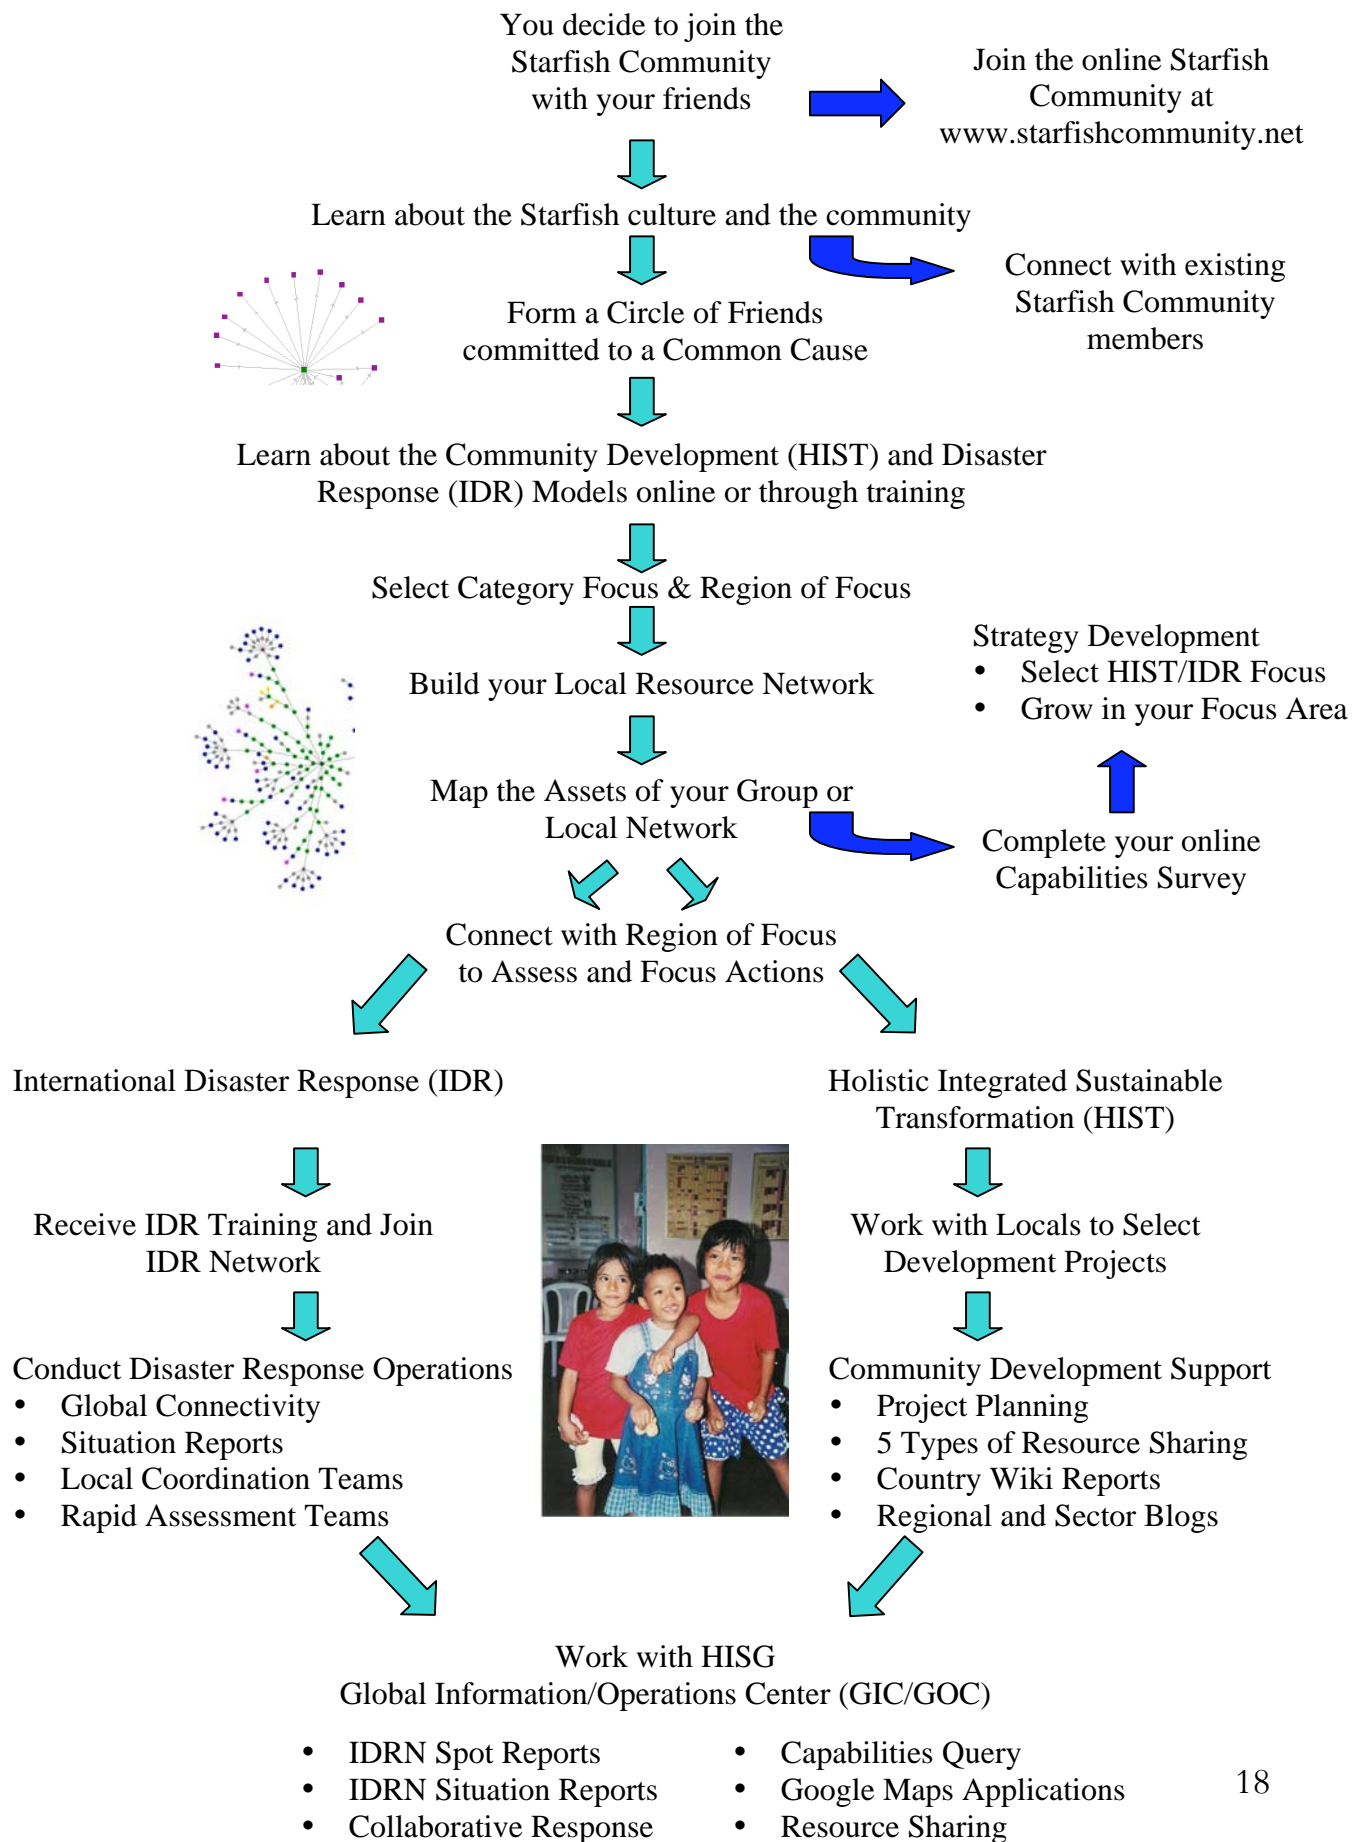 You decide to join the
Starfish Community
with your friends
Join the online Starfish
Community at
www.starfishcommunity.net
Learn about the Starfish culture and the community
Connect with existing
Starfish Community
members
Form a Circle of Friends
committed to a Common Cause
Learn about the Community Development (HIST) and Disaster
Response (IDR) Models online or through training
Select Category Focus & Region of Focus
Build your Local Resource Network
Strategy Development
• Select HIST/IDR Focus
• Grow in your Focus Area
Map the Assets of your Group or
Local Network
Complete your online
Capabilities Survey
Connect with Region of Focus
to Assess and Focus Actions
International Disaster Response (IDR)
Receive IDR Training and Join
IDR Network
Conduct Disaster Response Operations
• Global Connectivity
• Situation Reports
• Local Coordination Teams
• Rapid Assessment Teams
Holistic Integrated Sustainable
Transformation (HIST)
Work with Locals to Select
Development Projects
Community Development Support
• Project Planning
• 5 Types of Resource Sharing
• Country Wiki Reports
• Regional and Sector Blogs
Work with HISG
Global Information/Operations Center (GIC/GOC)
• IDRN Spot Reports
• IDRN Situation Reports
• Collaborative Response
• Capabilities Query
• Google Maps Applications
• Resource Sharing
18